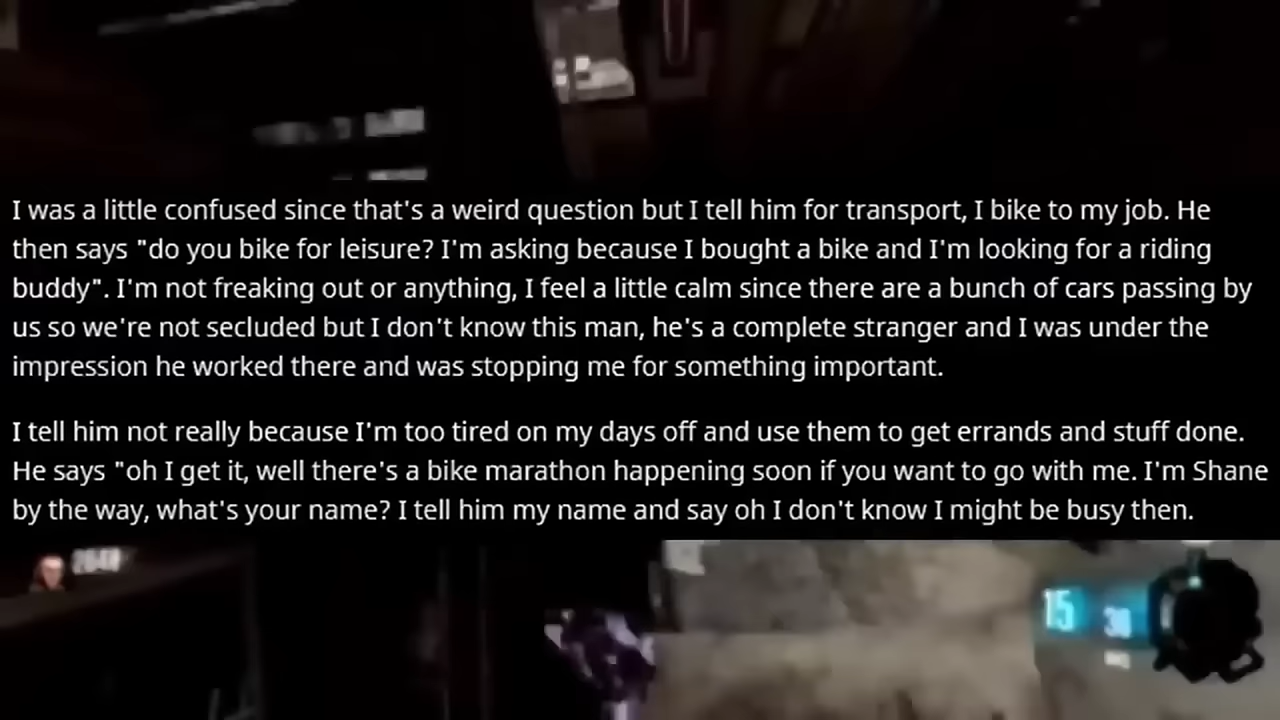 I was a little confused since that's a weird question but I tell him for transport, I bike to my job. He
then says "do you bike for leisure? I'm asking because I bought a bike and I'm looking for a riding
buddy". I'm not freaking out or anything, I feel a little calm since there are a bunch of cars passing by
us so we're not secluded but I don't know this man, he's a complete stranger and I was under the
impression he worked there and was stopping me for something important.
I tell him not really because I'm too tired on my days off and use them to get errands and stuff done.
He says "oh I get it, well there's a bike marathon happening soon if you want to go with me. I'm Shane
by the way, what's your name? I tell him my name and say oh I don't know I might be busy then.
15
30